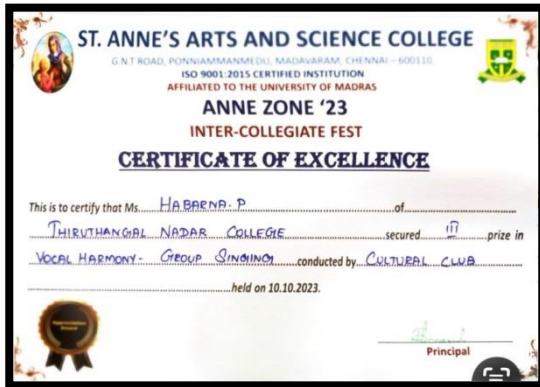 ST. ANNE'S ARTS AND SCIENCE COLLEGE
G.N.T ROAD, PONNIAMMANMEDU, MADAVARAM, CHENNAI – 600110.
ISO 9001:2015 CERTIFIED INSTITUTION
AFFILIATED TO THE UNIVERSITY OF MADRAS
ANNE ZONE ‘23
INTER-COLLEGIATE FEST
CERTIFICATE OF EXCELLENCE
This is to certify that Ms. HABARNA. P of
THIRUTHANGAL NADAR COLLEGE secured III prize in
VOCAL HARMONY- GROUP SINGING conducted by CULTURAL CLUB
held on 10.10.2023.
Principal